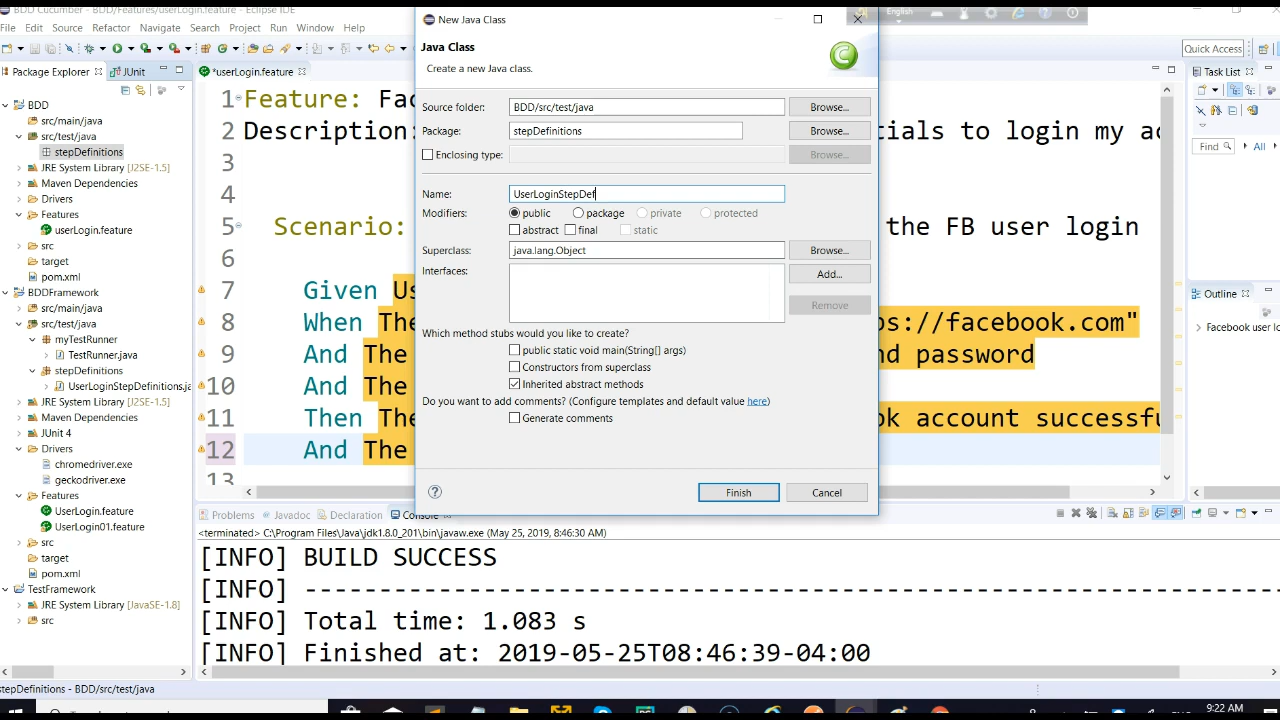 BDD Cucumber - BDD/Features/userLogin.feature - Eclipse IDE
File Edit Source Refactor Navigate Search Project Run Window Help
English
Quick Access
Package Explorer JUnit
*userLogin.feature
Task List
Find All
Outline
Facebook user l
BDD
src/main/java
src/test/java
stepDefinitions
JRE System Library [J2SE-1.5]
Maven Dependencies
Drivers
Features
userLogin.feature
src
target
pom.xml
BDDFramework
src/main/java
src/test/java
myTestRunner
TestRunner.java
stepDefinitions
UserLoginStepDefinitions.ja
JRE System Library [J2SE-1.5]
Maven Dependencies
JUnit 4
Drivers
chromedriver.exe
geckodriver.exe
Features
UserLogin.feature
UserLogin01.feature
src
target
pom.xml
TestFramework
JRE System Library [JavaSE-1.8]
src
1 Feature: Fac
2 Description: ials to login my ac
3
4
5 Scenario: the FB user login
6
7 Given Us
8 When The ps://facebook.com"
9 And The nd password
10 And The
11 Then The ok account successfu
12 And The
13
New Java Class
Java Class
Create a new Java class.
Source folder: BDD/src/test/java Browse...
Package: stepDefinitions Browse...
Enclosing type: Browse...
Name: UserLoginStepDef
Modifiers: public package private protected
abstract final static
Superclass: java.lang.Object Browse...
Interfaces: Add...
Remove
Which method stubs would you like to create?
public static void main(String[] args)
Constructors from superclass
Inherited abstract methods
Do you want to add comments? (Configure templates and default value here)
Generate comments
Finish Cancel
Problems Javadoc Declaration Console
<terminated> C:\Program Files\Java\jdk1.8.0_201\bin\javaw.exe (May 25, 2019, 8:46:30 AM)
[INFO] BUILD SUCCESS
[INFO] ------------------------------------------------------------------------
[INFO] Total time: 1.083 s
[INFO] Finished at: 2019-05-25T08:46:39-04:00
stepDefinitions - BDD/src/test/java
9:22 AM